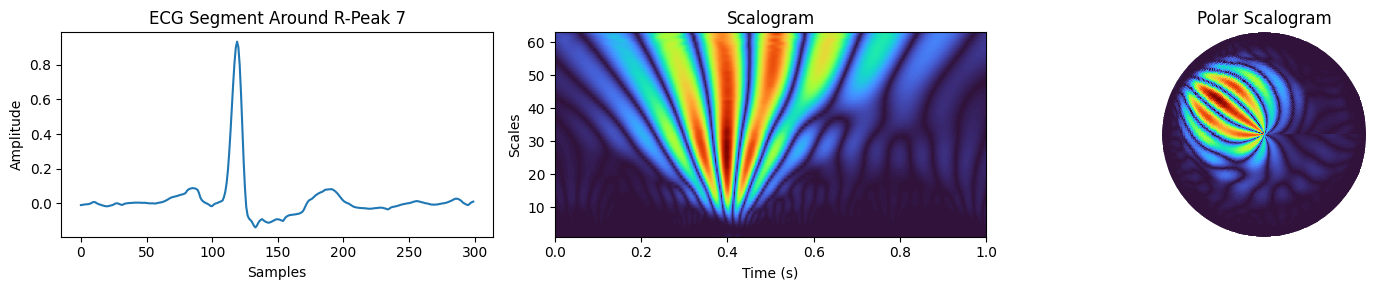 ECG Segment Around R-Peak 7
Amplitude
0.8
0.6
0.4
0.2
0.0
0 50 100 150 200 250 300
Samples
Scalogram
Scales
60
50
40
30
20
10
0.0 0.2 0.4 0.6 0.8 1.0
Time (s)
Polar Scalogram